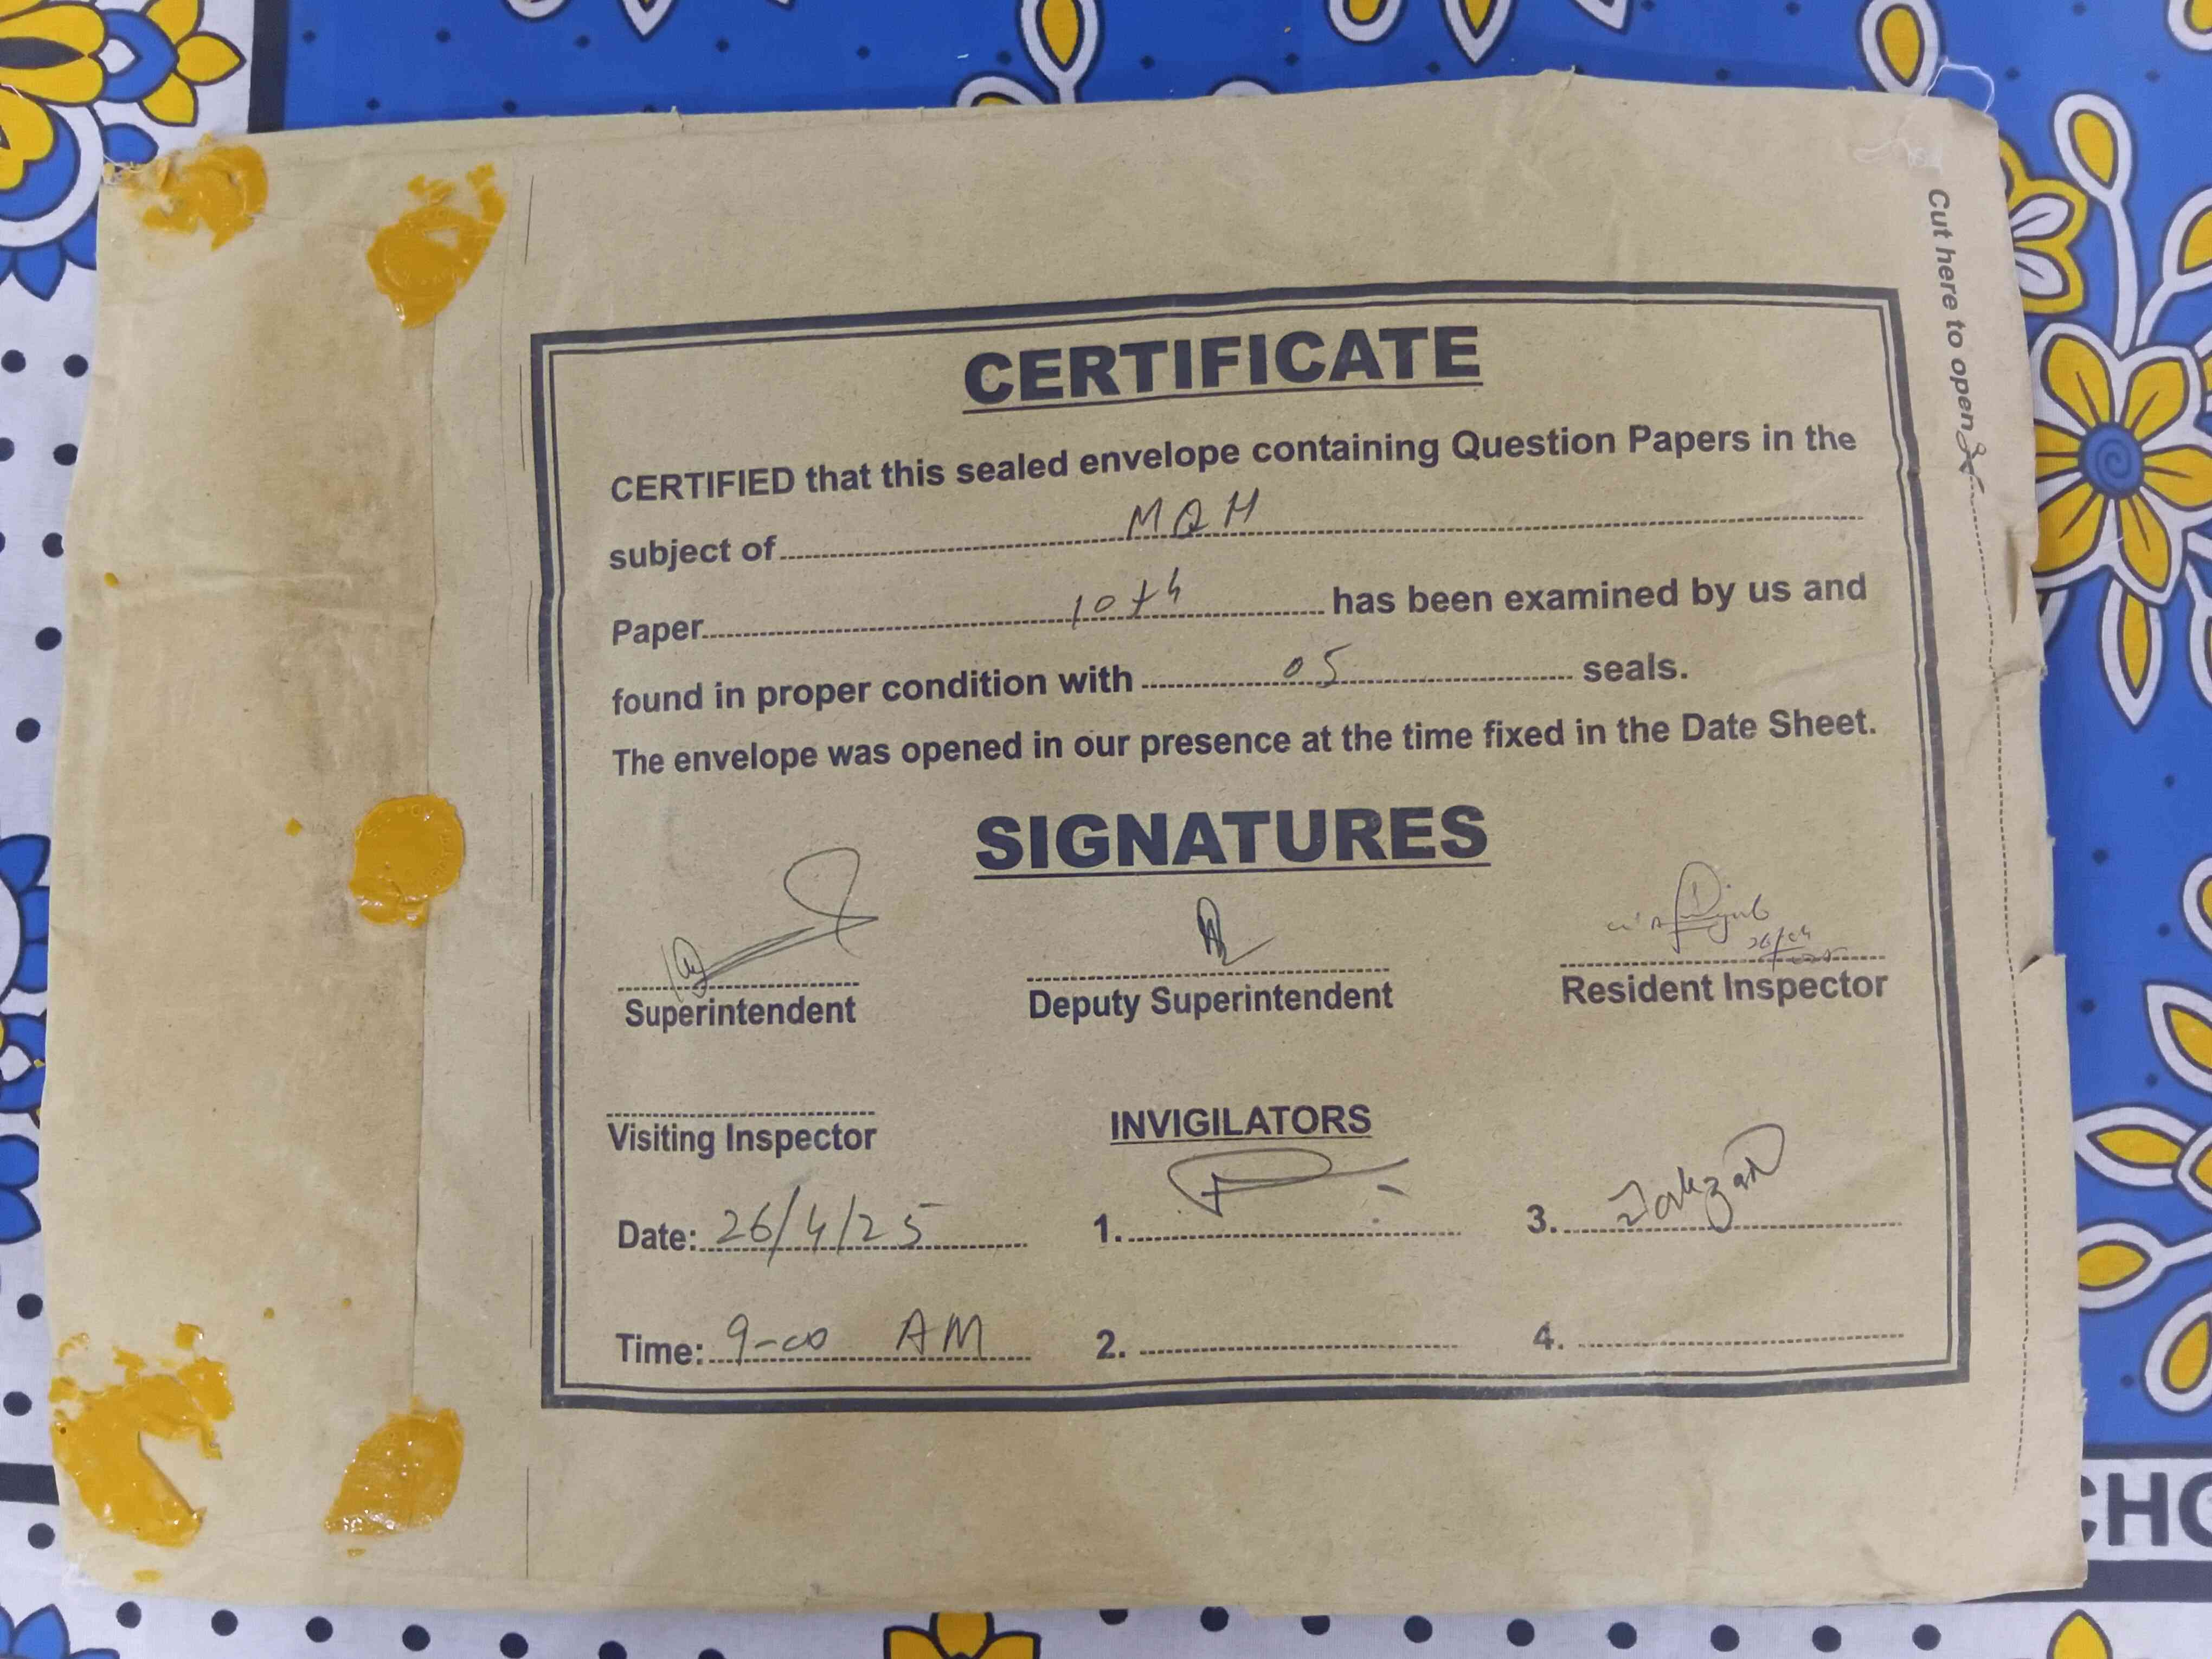 Cut here to open
CERTIFICATE
CERTIFIED that this sealed envelope containing Question Papers in the
subject of MQH
Paper 10th has been examined by us and
found in proper condition with 05 seals.
The envelope was opened in our presence at the time fixed in the Date Sheet.
SIGNATURES
26/04
Superintendent Deputy Superintendent Resident Inspector
Visiting Inspector INVIGILATORS
Date: 26/4/25 1. 3.
Time: 9-00 AM 2. 4.
CHO